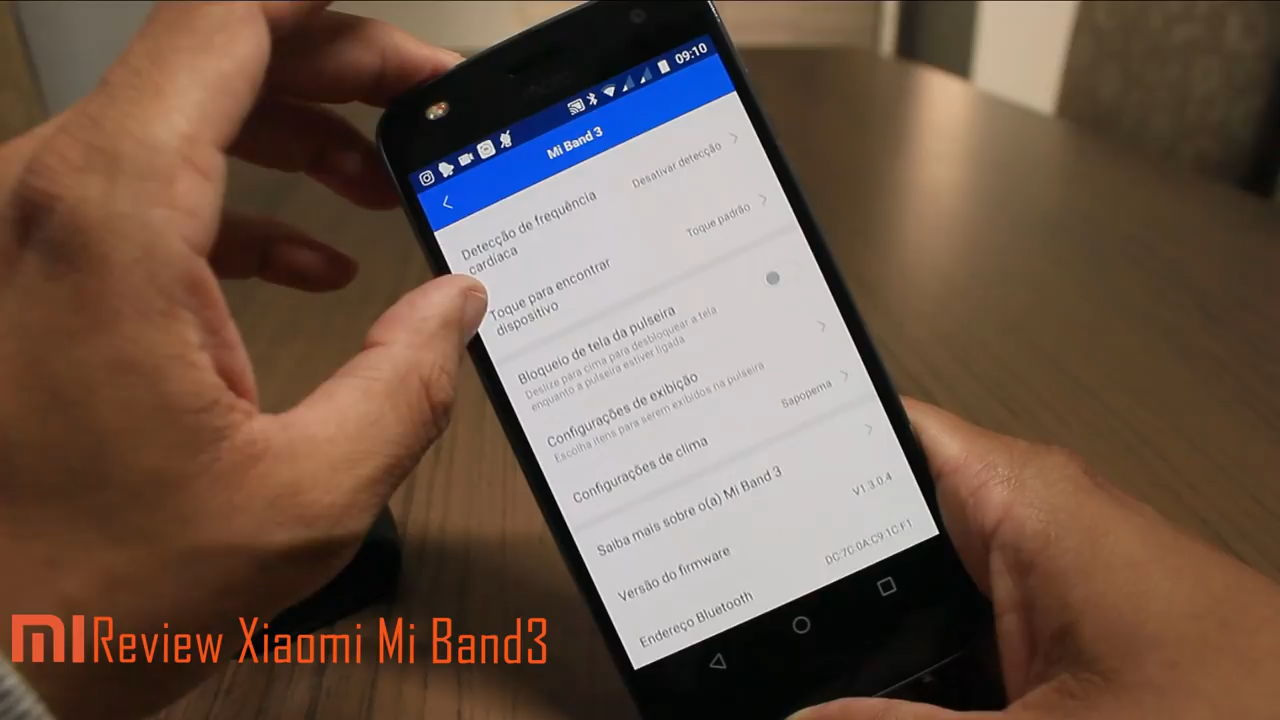 09:10
Mi Band 3
Detecção de frequência
cardíaca
Desativar detecção
Toque para encontrar
dispositivo
Toque padrão
Bloqueio de tela da pulseira
Deslize para cima para desbloquear a tela
enquanto a pulseira estiver ligada
Configurações de exibição
Escolha itens para serem exibidos na pulseira
Configurações de clima
Sapopema
Saiba mais sobre o(a) Mi Band 3
Versão do firmware
V1.3.0.4
Endereço Bluetooth
DC:7C:0A:C9:1C:F1
MI Review Xiaomi Mi Band3